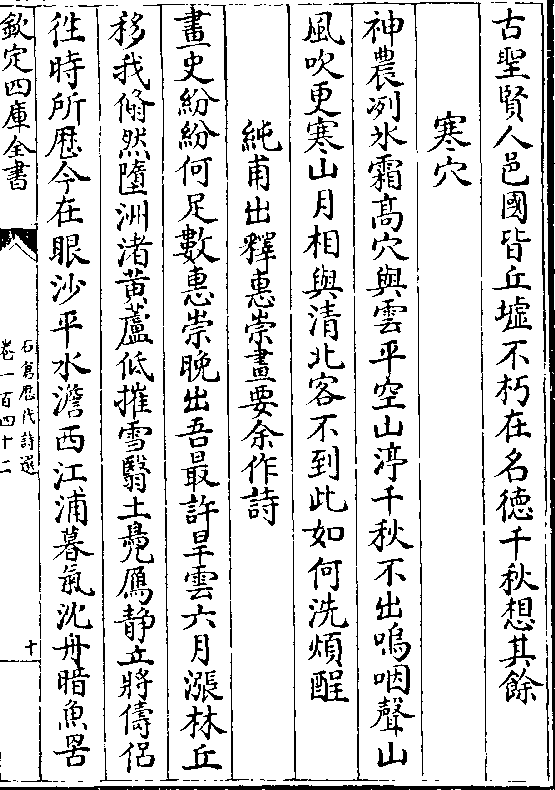 古聖賢人邑國皆丘墟不朽在名德千秋想其餘
寒穴
神農冽氷霜髙穴與雲平空山渟千秋不出嗚咽聲山
風吹更寒山月相與清北客不到此如何洗煩酲
純甫出釋惠崇畫要余作詩
畫史紛紛何足數惠崇晚出吾最許旱雲六月漲林丘
移我翛然墮洲渚黄蘆低摧雪翳土鳬鴈静立將儔侣
徃時所歴今在眼沙平水澹西江浦暮氣沈舟暗魚罟
欽定四庫全書
石倉歴代詩選
卷一百四十二
十